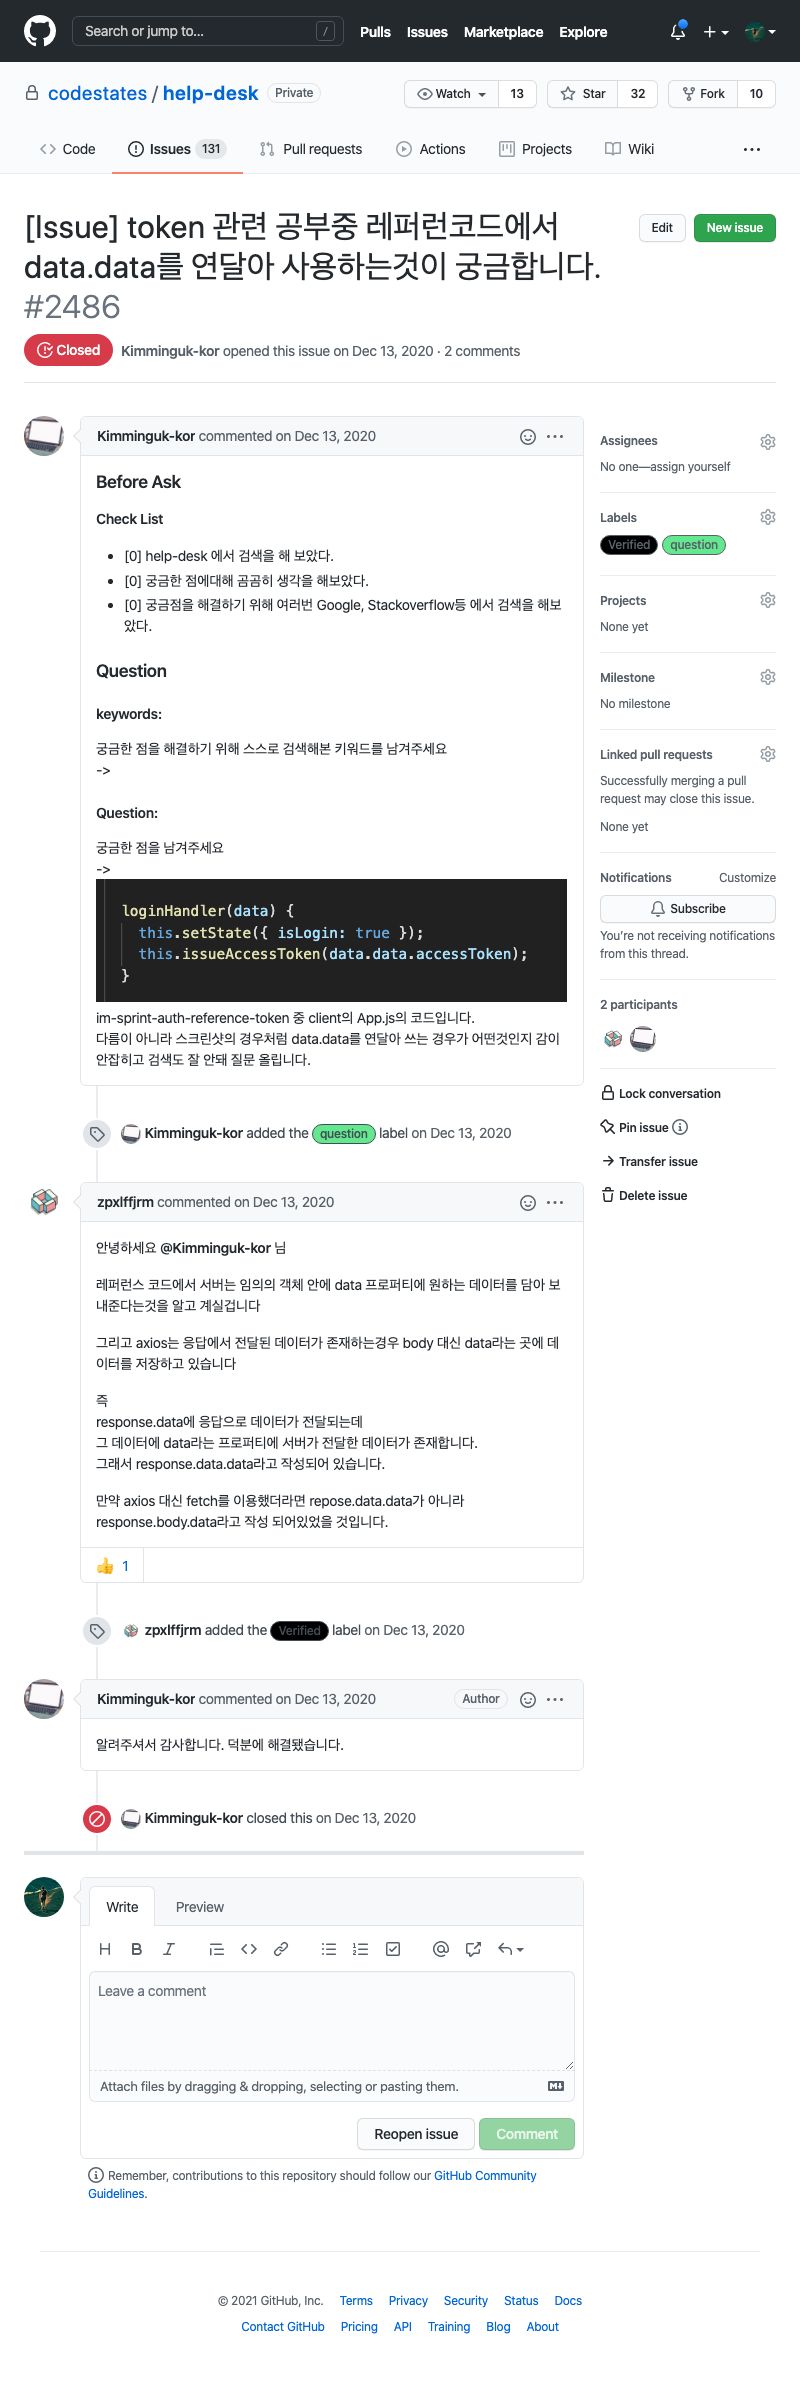 Search or jump to... /
Pulls Issues Marketplace Explore
codestates / help-desk Private
Watch 13 Star 32 Fork 10
Code Issues 131 Pull requests Actions Projects Wiki ...
[Issue] token 관련 공부중 레퍼런코드에서
data.data를 연달아 사용하는것이 궁금합니다.
#2486
Edit New issue
Closed Kimminguk-kor opened this issue on Dec 13, 2020 · 2 comments
Kimminguk-kor commented on Dec 13, 2020
Before Ask
Check List
• [0] help-desk 에서 검색을 해 보았다.
• [0] 궁금한 점에대해 곰곰히 생각을 해보았다.
• [0] 궁금점을 해결하기 위해 여러번 Google, Stackoverflow등 에서 검색을 해보
았다.
Question
keywords:
궁금한 점을 해결하기 위해 스스로 검색해본 키워드를 남겨주세요
->
Question:
궁금한 점을 남겨주세요
->
loginHandler(data) {
this.setState({ isLogin: true });
this.issueAccessToken(data.data.accessToken);
}
im-sprint-auth-reference-token 중 client의 App.js의 코드입니다.
다름이 아니라 스크린샷의 경우처럼 data.data를 연달아 쓰는 경우가 어떤것인지 감이
안잡히고 검색도 잘 안돼 질문 올립니다.
Kimminguk-kor added the question label on Dec 13, 2020
zpxlffjrm commented on Dec 13, 2020
안녕하세요 @Kimminguk-kor 님
레퍼런스 코드에서 서버는 임의의 객체 안에 data 프로퍼티에 원하는 데이터를 담아 보
내준다는것을 알고 계실겁니다
그리고 axios는 응답에서 전달된 데이터가 존재하는경우 body 대신 data라는 곳에 데
이터를 저장하고 있습니다
즉
response.data에 응답으로 데이터가 전달되는데
그 데이터에 data라는 프로퍼티에 서버가 전달한 데이터가 존재합니다.
그래서 response.data.data라고 작성되어 있습니다.
만약 axios 대신 fetch를 이용했더라면 repose.data.data가 아니라
response.body.data라고 작성 되어있었을 것입니다.
👍 1
zpxlffjrm added the Verified label on Dec 13, 2020
Kimminguk-kor commented on Dec 13, 2020 Author
알려주셔서 감사합니다. 덕분에 해결됐습니다.
Kimminguk-kor closed this on Dec 13, 2020
Write Preview
H B I
Leave a comment
Attach files by dragging & dropping, selecting or pasting them.
Reopen issue Comment
Remember, contributions to this repository should follow our GitHub Community
Guidelines.
Assignees
No one—assign yourself
Labels
Verified question
Projects
None yet
Milestone
No milestone
Linked pull requests
Successfully merging a pull
request may close this issue.
None yet
Notifications Customize
Subscribe
You're not receiving notifications
from this thread.
2 participants
Lock conversation
Pin issue
Transfer issue
Delete issue
© 2021 GitHub, Inc. Terms Privacy Security Status Docs
Contact GitHub Pricing API Training Blog About